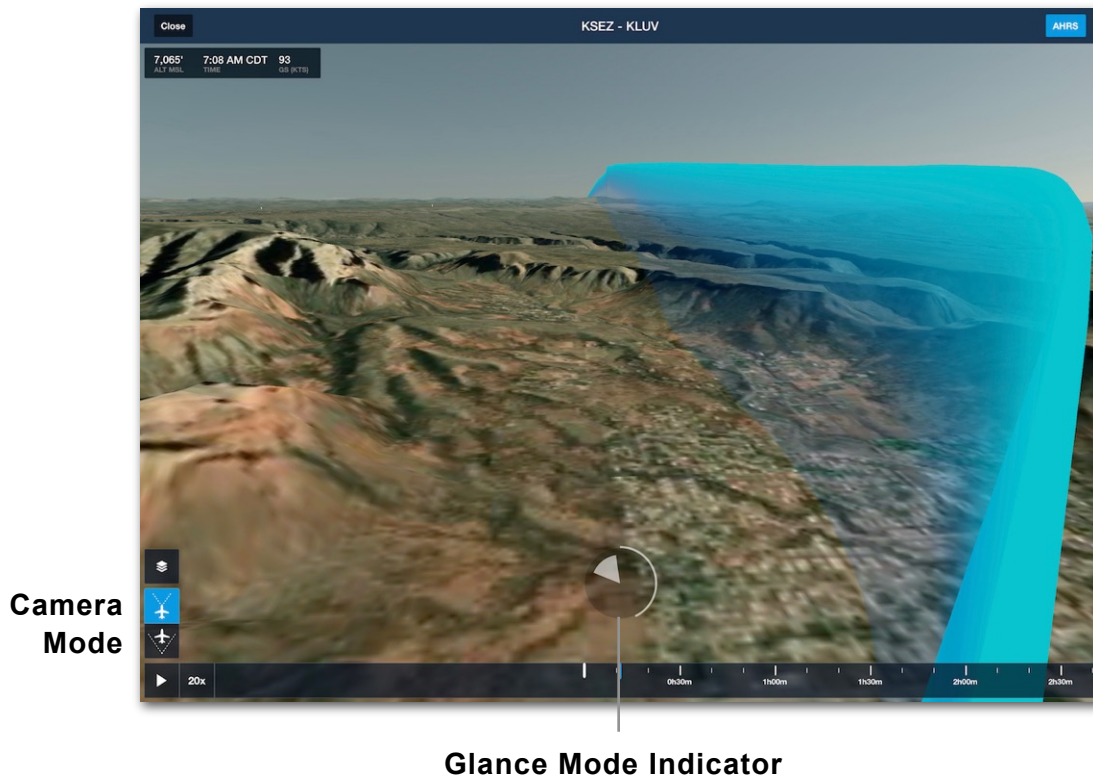 Close
KSEZ - KLUV
AHRS
7,065' 7:08 AM CDT 93
ALT MSL TIME GS (KTS)
Camera
Mode
20x
0h30m 1h00m 1h30m 2h00m 2h30m
Glance Mode Indicator